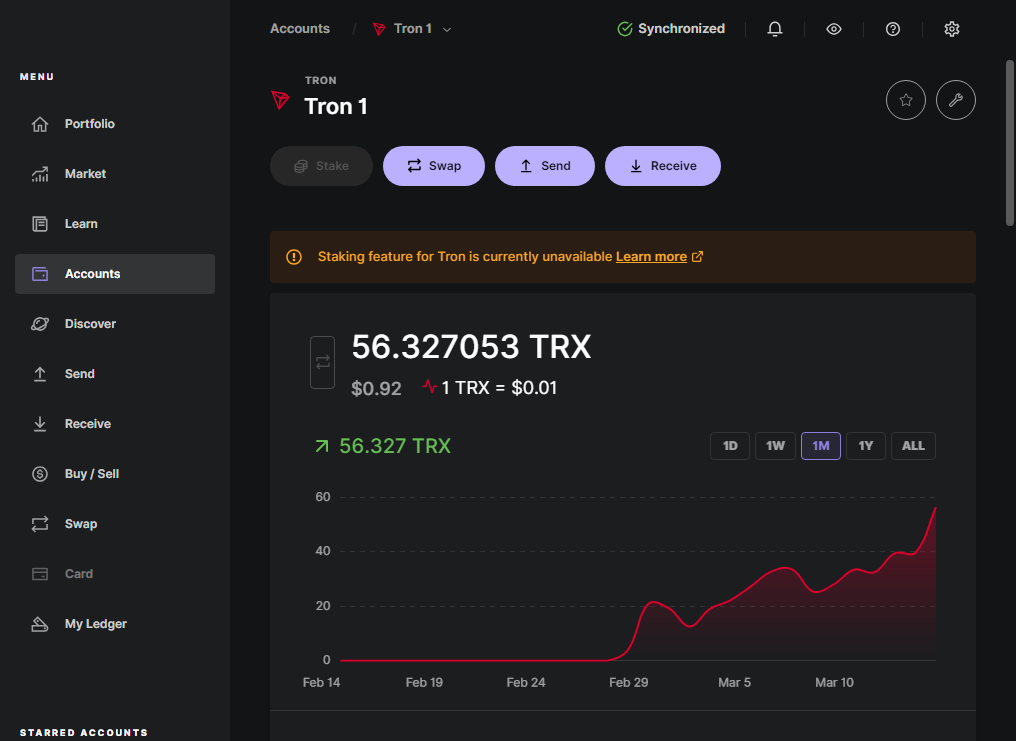 Accounts / Tron 1
Synchronized
MENU
Portfolio
Market
Learn
Accounts
Discover
Send
Receive
Buy / Sell
Swap
Card
My Ledger
STARRED ACCOUNTS
TRON
Tron 1
Stake
Swap
Send
Receive
Staking feature for Tron is currently unavailable Learn more
56.327053 TRX
$0.92
1 TRX = $0.01
56.327 TRX
1D 1W 1M 1Y ALL
60
40
20
0
Feb 14 Feb 19 Feb 24 Feb 29 Mar 5 Mar 10